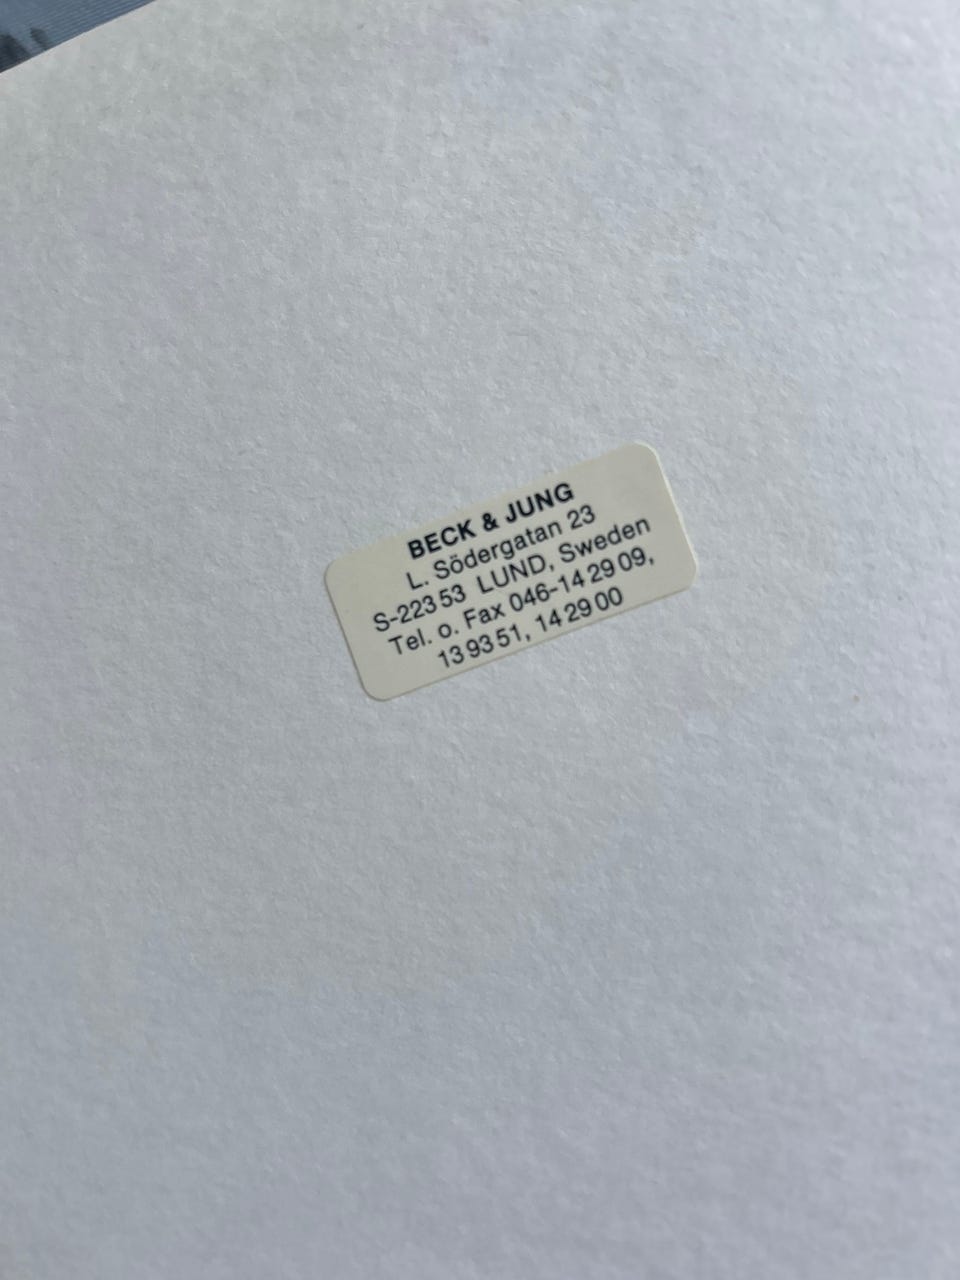 BECK & JUNG
L. Södergatan 23
S-223 53 LUND, Sweden
Tel. o. Fax 046-14 29 09,
13 93 51, 14 29 00